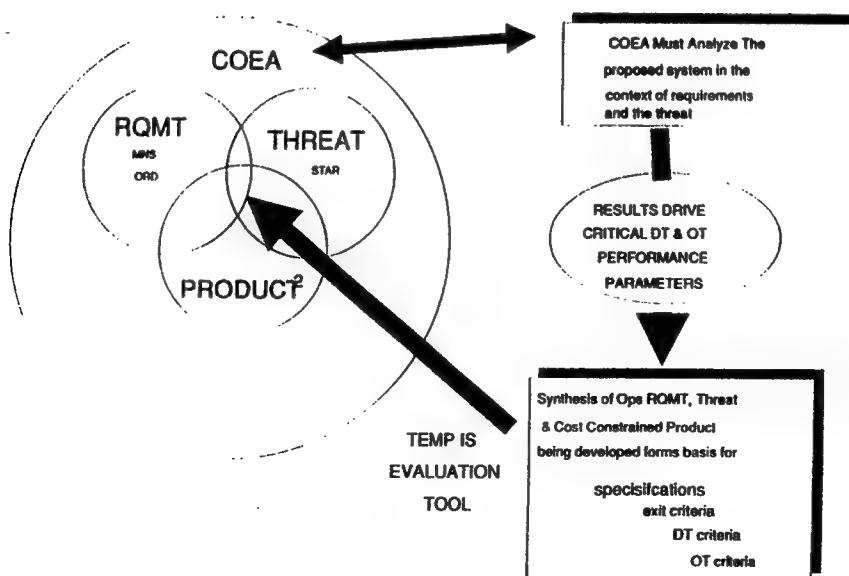 COEA
RQMT
MNS
ORD
THREAT
STAR
PRODUCT2
TEMP IS
EVALUATION
TOOL
COEA Must Analyze The
proposed system in the
context of requirements
and the threat
RESULTS DRIVE
CRITICAL DT & OT
PERFORMANCE
PARAMETERS
Synthesis of Ops RQMT, Threat
& Cost Constrained Product
being developed forms basis for
specisifcations
exit criteria
DT criteria
OT criteria